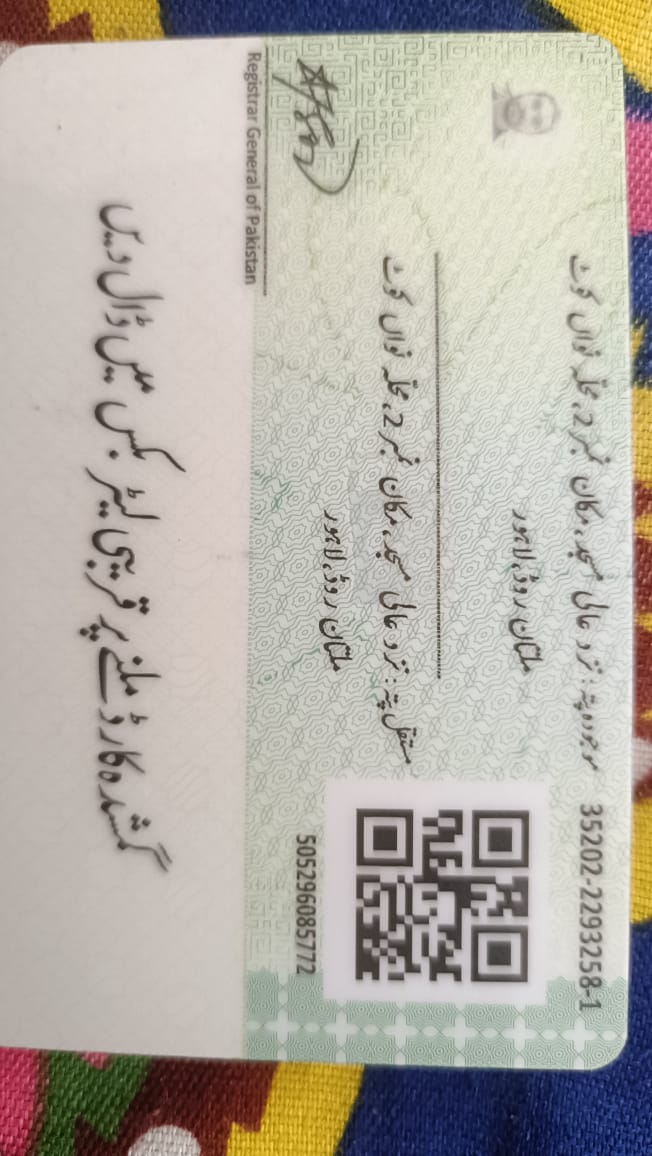 35202-2293258-1
موجودہ پتہ: نزد عالی مسجد، مکان نمبر 2، محلّہ نواں کوٹ
ملتان روڈ، لاہور
مستقل پتہ: نزد عالی مسجد، مکان نمبر 2، محلّہ نواں کوٹ
ملتان روڈ، لاہور
505296085772
Registrar General of Pakistan
گمشدہ کارڈ ملنے پر قریبی لیٹر بکس میں ڈال دیں